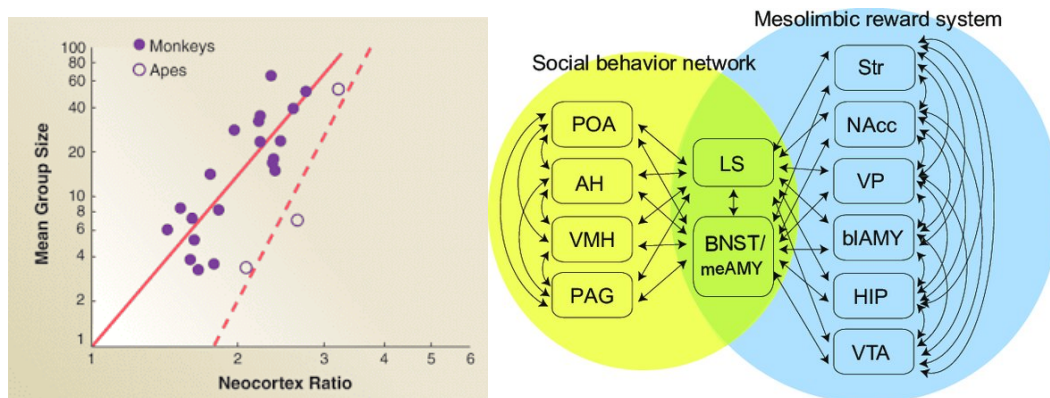 Monkeys
Apes
Mean Group Size
100
80
60
40
20
10
8
6
4
2
1
1 2 3 4 5 6
Neocortex Ratio
Mesolimbic reward system
Social behavior network
POA
AH
VMH
PAG
LS
BNST/
meAMY
Str
NAcc
VP
blAMY
HIP
VTA